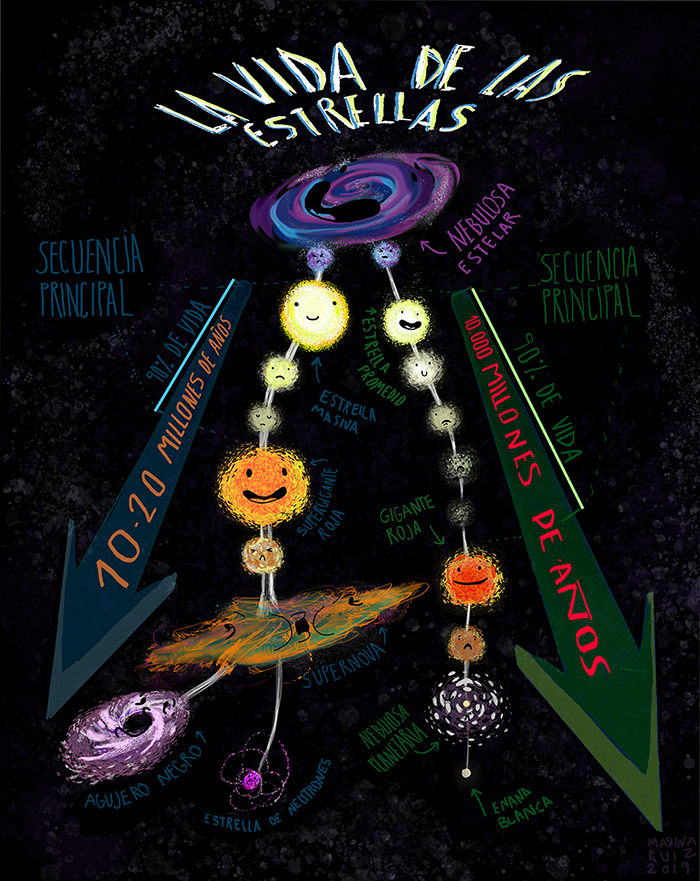 LA VIDA DE LAS
ESTRELLAS
NEBULOSA
ESTELAR
SECUENCIA
PRINCIPAL
SECUENCIA
PRINCIPAL
90% DE VIDA
10-20 MILLONES DE AÑOS
ESTRELLA
MASIVA
SUPERGIGANTE
ROJA
SUPERNOVA
AGUJERO NEGRO
ESTRELLA DE NEUTRONES
ESTRELLA
PROMEDIO
10 000 MILLONES DE AÑOS
90% DE VIDA
GIGANTE
ROJA
NEBULOSA
PLANETARIA
ENANA
BLANCA
MARINA
RUIZ
2019